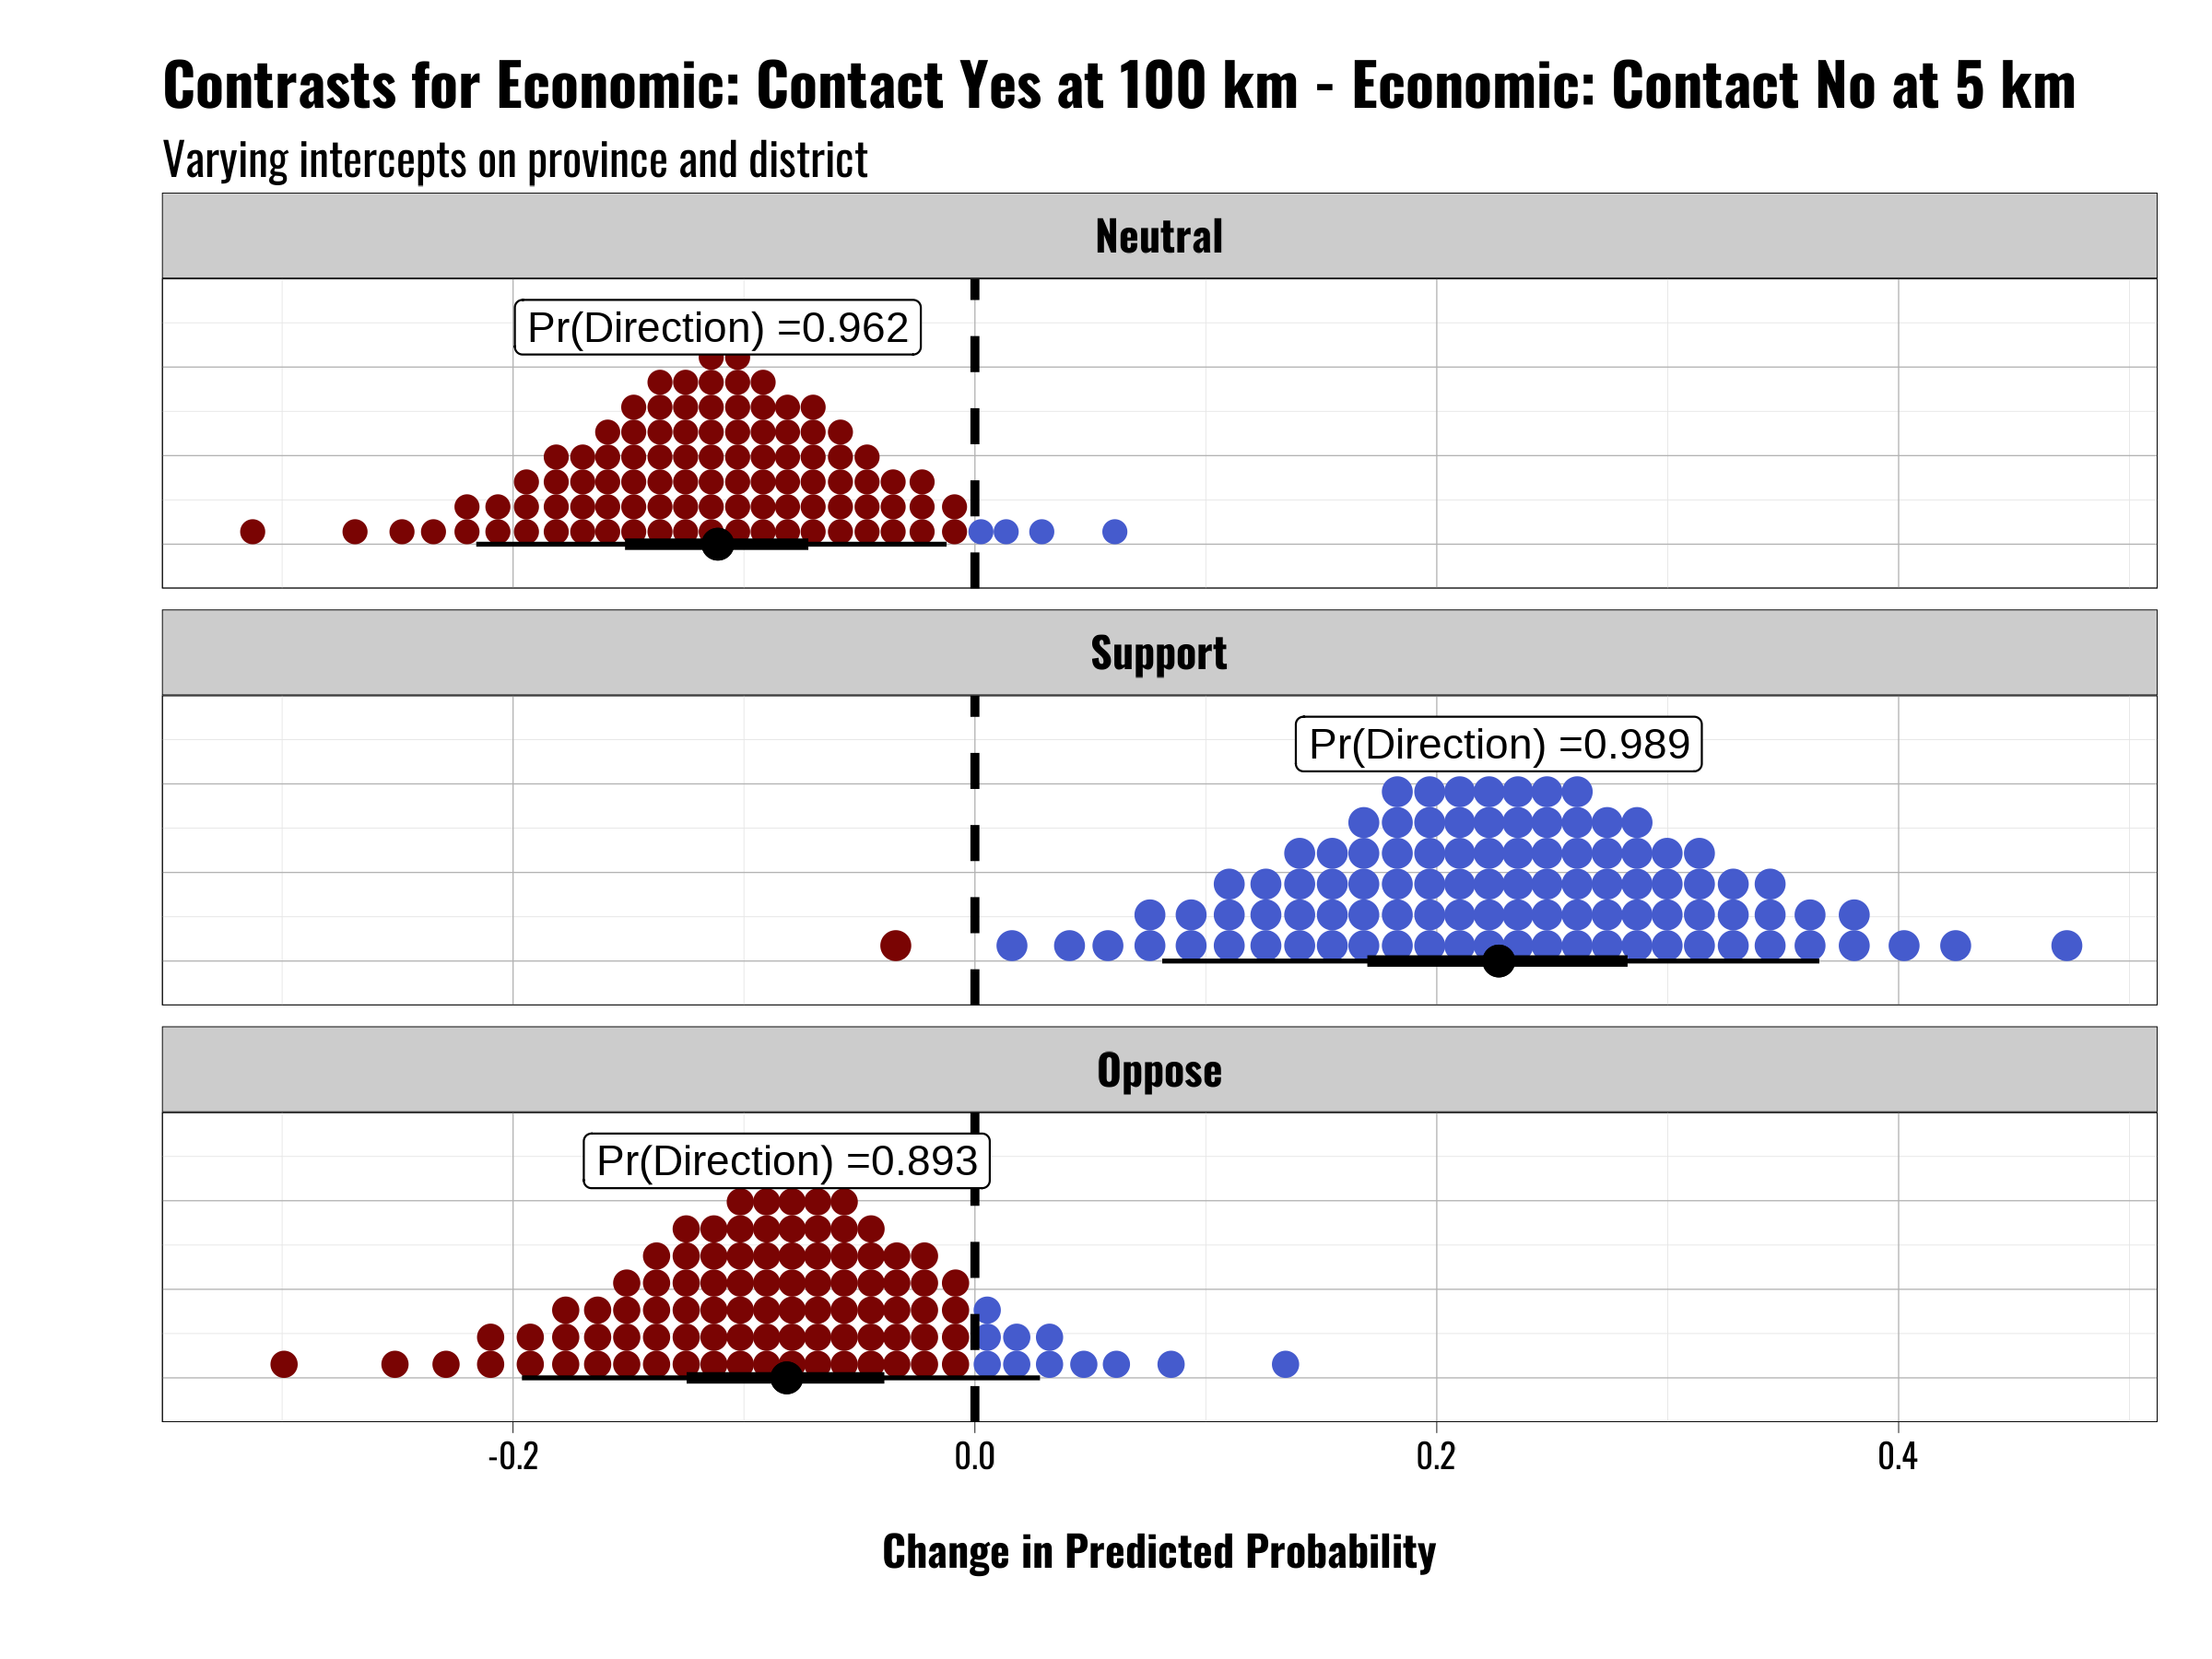 Contrasts for Economic: Contact Yes at 100 km - Economic: Contact No at 5 km
Varying intercepts on province and district
Neutral
Pr(Direction) =0.962
Support
Pr(Direction) =0.989
Oppose
Pr(Direction) =0.893
-0.2 0.0 0.2 0.4
Change in Predicted Probability